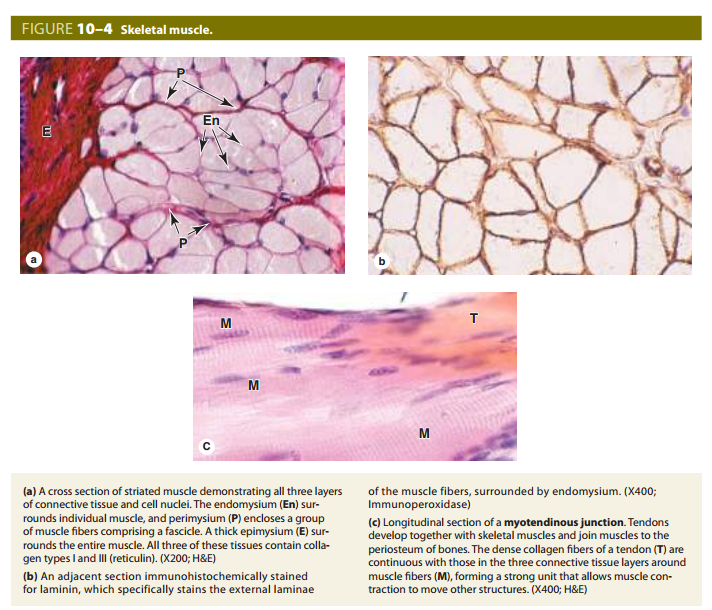 FIGURE 10–4 Skeletal muscle.
P
E
En
P
a
b
M
T
M
M
c
(a) A cross section of striated muscle demonstrating all three layers
of connective tissue and cell nuclei. The endomysium (En) sur-
rounds individual muscle, and perimysium (P) encloses a group
of muscle fibers comprising a fascicle. A thick epimysium (E) sur-
rounds the entire muscle. All three of these tissues contain colla-
gen types I and III (reticulin). (X200; H&E)
(b) An adjacent section immunohistochemically stained
for laminin, which specifically stains the external laminae
of the muscle fibers, surrounded by endomysium. (X400;
Immunoperoxidase)
(c) Longitudinal section of a myotendinous junction. Tendons
develop together with skeletal muscles and join muscles to the
periosteum of bones. The dense collagen fibers of a tendon (T) are
continuous with those in the three connective tissue layers around
muscle fibers (M), forming a strong unit that allows muscle con-
traction to move other structures. (X400; H&E)